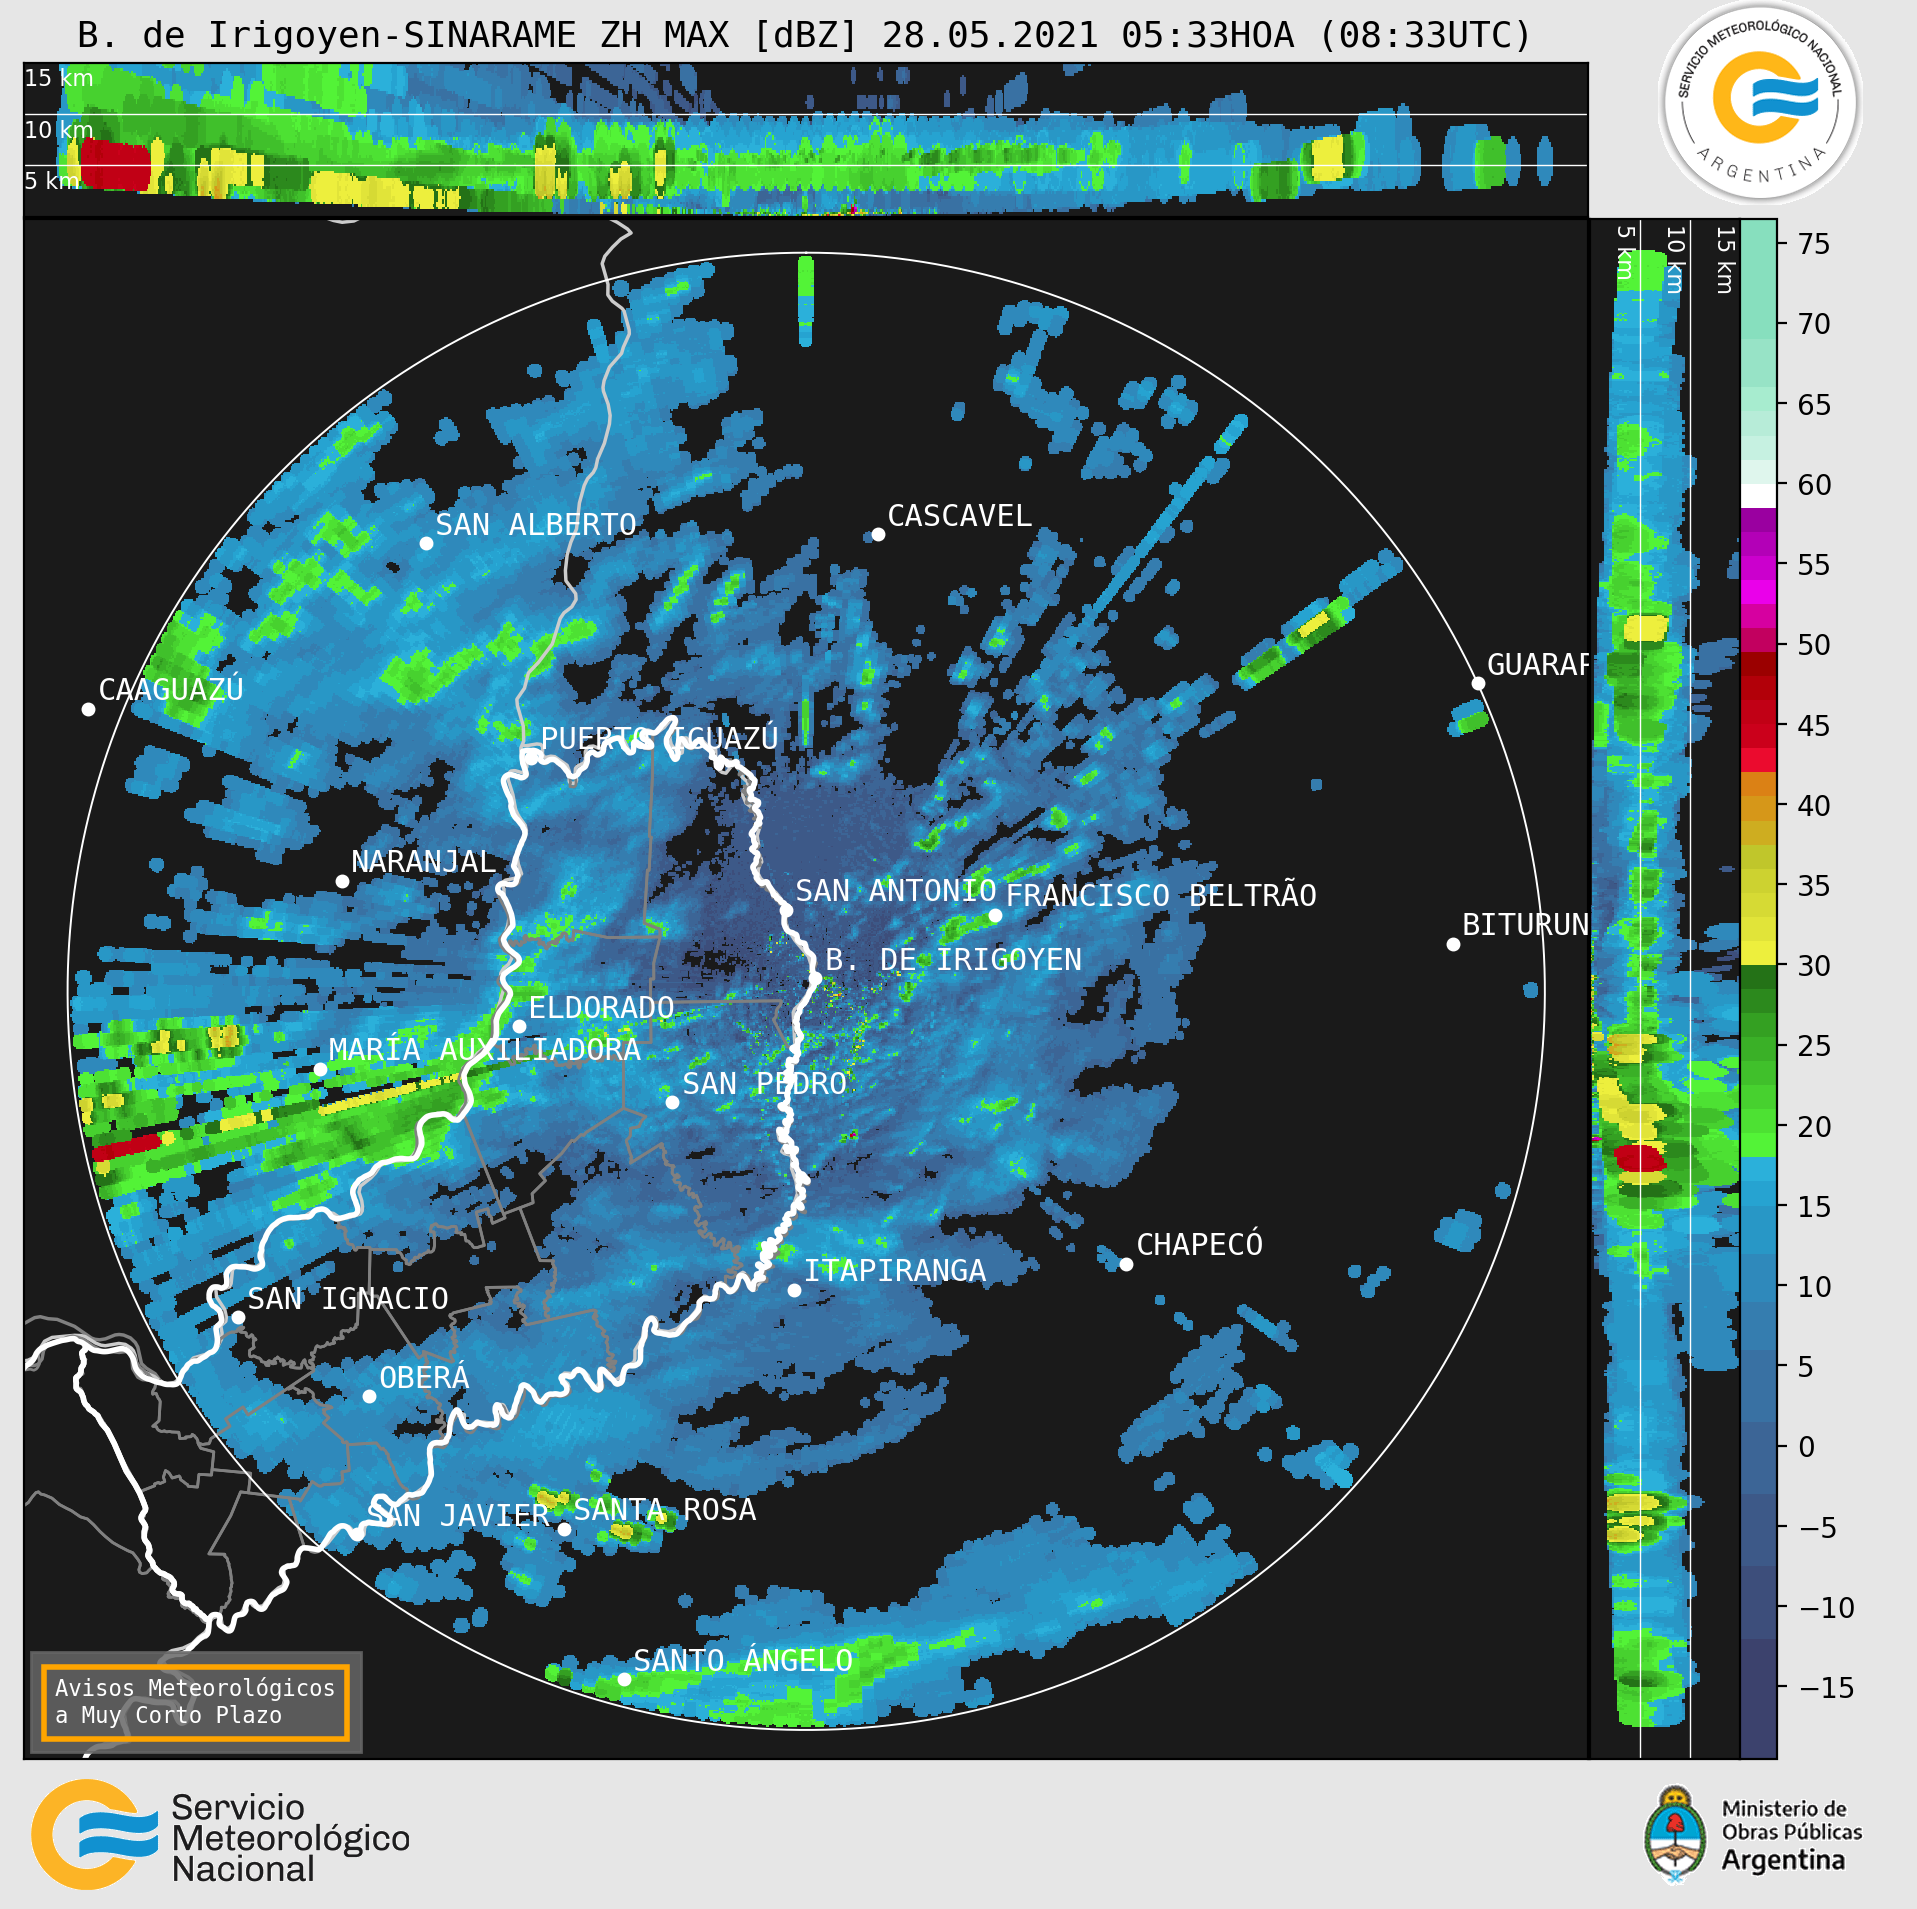 B. de Irigoyen-SINARAME ZH MAX [dBZ] 28.05.2021 05:33HOA (08:33UTC)
SERVICIO METEOROLÓGICO NACIONAL
ARGENTINA
15 km
10 km
5 km
5 km
10 km
15 km
75
70
65
60
55
50
45
40
35
30
25
20
15
10
5
0
−5
−10
−15
CASCAVEL
SAN ALBERTO
GUARAP
CAAGUAZÚ
PUERTO IGUAZÚ
NARANJAL
SAN ANTONIO
FRANCISCO BELTRÃO
BITURUN
B. DE IRIGOYEN
ELDORADO
MARÍA AUXILIADORA
SAN PEDRO
CHAPECÓ
ITAPIRANGA
SAN IGNACIO
OBERÁ
SAN JAVIER
SANTA ROSA
SANTO ÁNGELO
Avisos Meteorológicos
a Muy Corto Plazo
Servicio
Meteorológico
Nacional
Ministerio de
Obras Públicas
Argentina